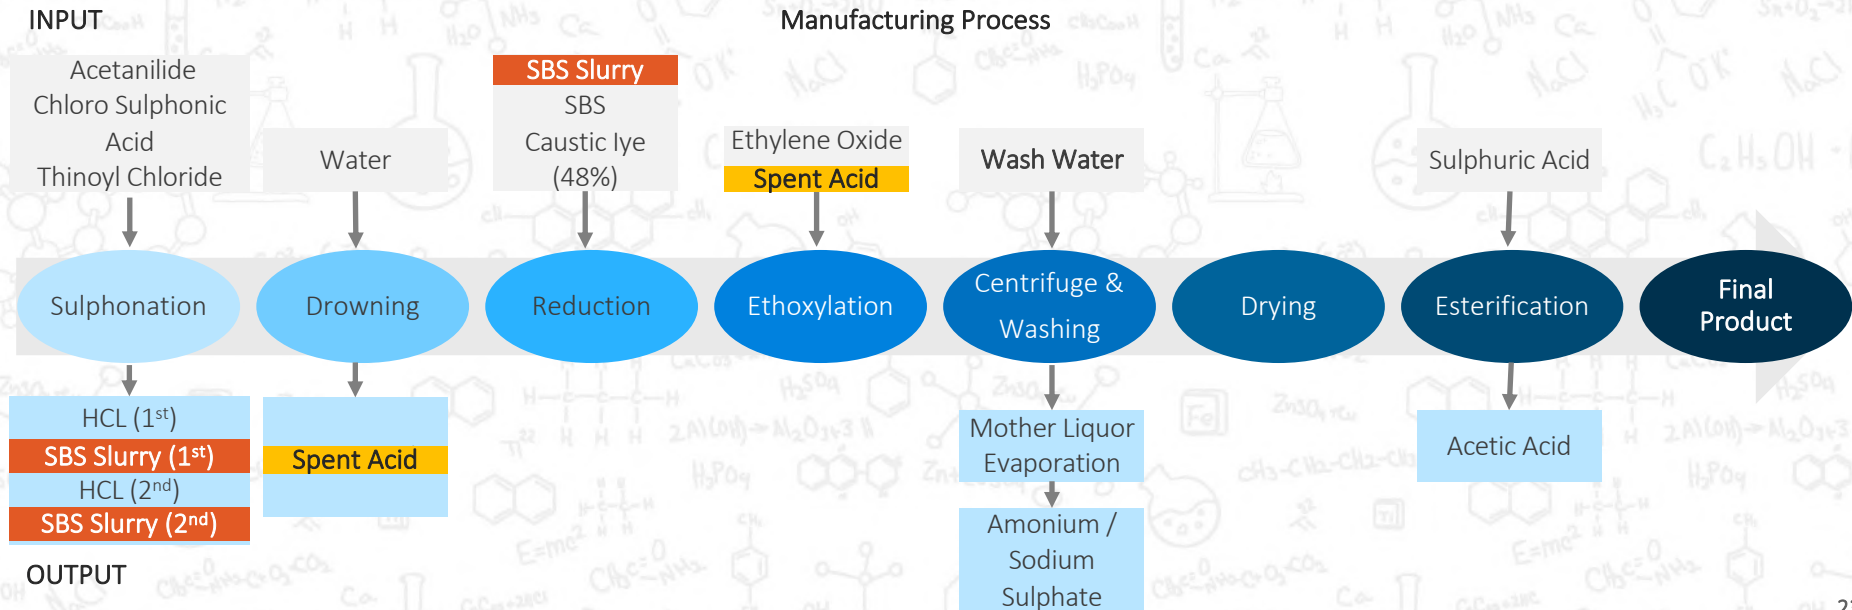 INPUT
Manufacturing Process
Acetanilide
Chloro Sulphonic
Acid
Thinoyl Chloride
Water
SBS Slurry
SBS
Caustic lye
(48%)
Ethylene Oxide
Spent Acid
Wash Water
Sulphuric Acid
Sulphonation
Drowning
Reduction
Ethoxylation
Centrifuge &
Washing
Drying
Esterification
Final
Product
HCL (1st)
SBS Slurry (1st)
HCL (2nd)
SBS Slurry (2nd)
Spent Acid
Mother Liquor
Evaporation
Amonium /
Sodium
Sulphate
Acetic Acid
OUTPUT